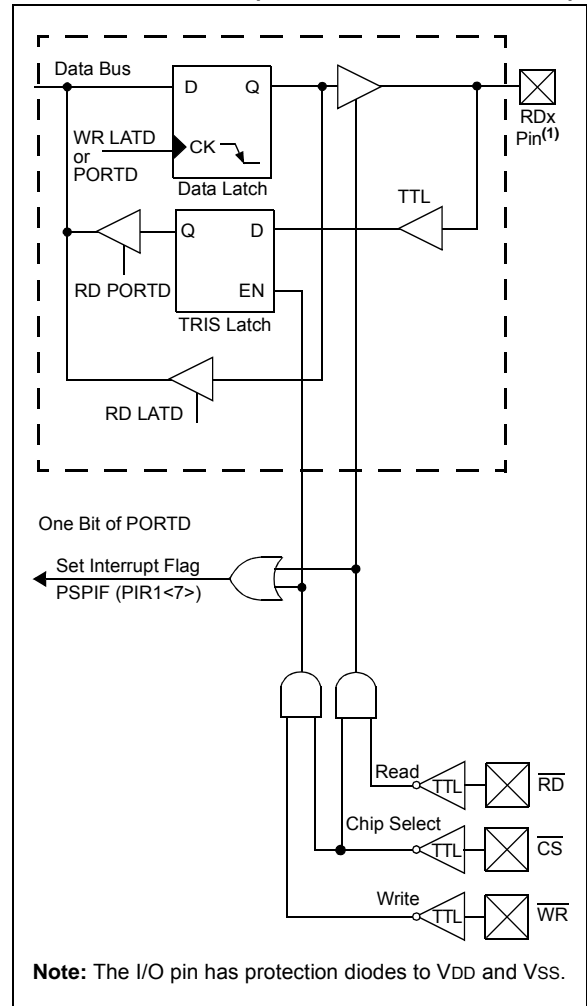 Data Bus
D Q
RDx
Pin(1)
WR LATD
or
PORTD
CK
Data Latch
TTL
Q D
RD PORTD
EN
TRIS Latch
RD LATD
One Bit of PORTD
Set Interrupt Flag
PSPIF (PIR1<7>)
Read
TTL
RD
Chip Select
TTL
CS
Write
TTL
WR
Note: The I/O pin has protection diodes to VDD and VSS.